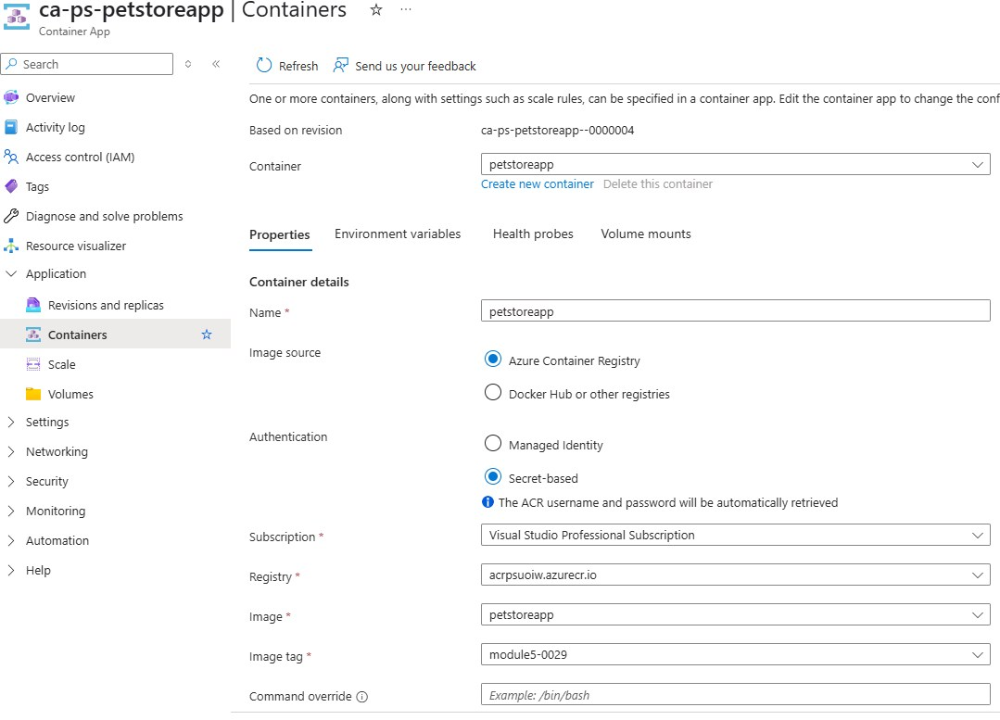 ca-ps-petstoreapp | Containers
Container App
Search
Refresh
Send us your feedback
Overview
Activity log
Access control (IAM)
Tags
Diagnose and solve problems
Resource visualizer
Application
Revisions and replicas
Containers
Scale
Volumes
Settings
Networking
Security
Monitoring
Automation
Help
One or more containers, along with settings such as scale rules, can be specified in a container app. Edit the container app to change the conf
Based on revision
ca-ps-petstoreapp--0000004
Container
petstoreapp
Create new container Delete this container
Properties Environment variables Health probes Volume mounts
Container details
Name *
petstoreapp
Image source
Azure Container Registry
Docker Hub or other registries
Authentication
Managed Identity
Secret-based
The ACR username and password will be automatically retrieved
Subscription *
Visual Studio Professional Subscription
Registry *
acrpsuoiw.azurecr.io
Image *
petstoreapp
Image tag *
module5-0029
Command override
Example: /bin/bash